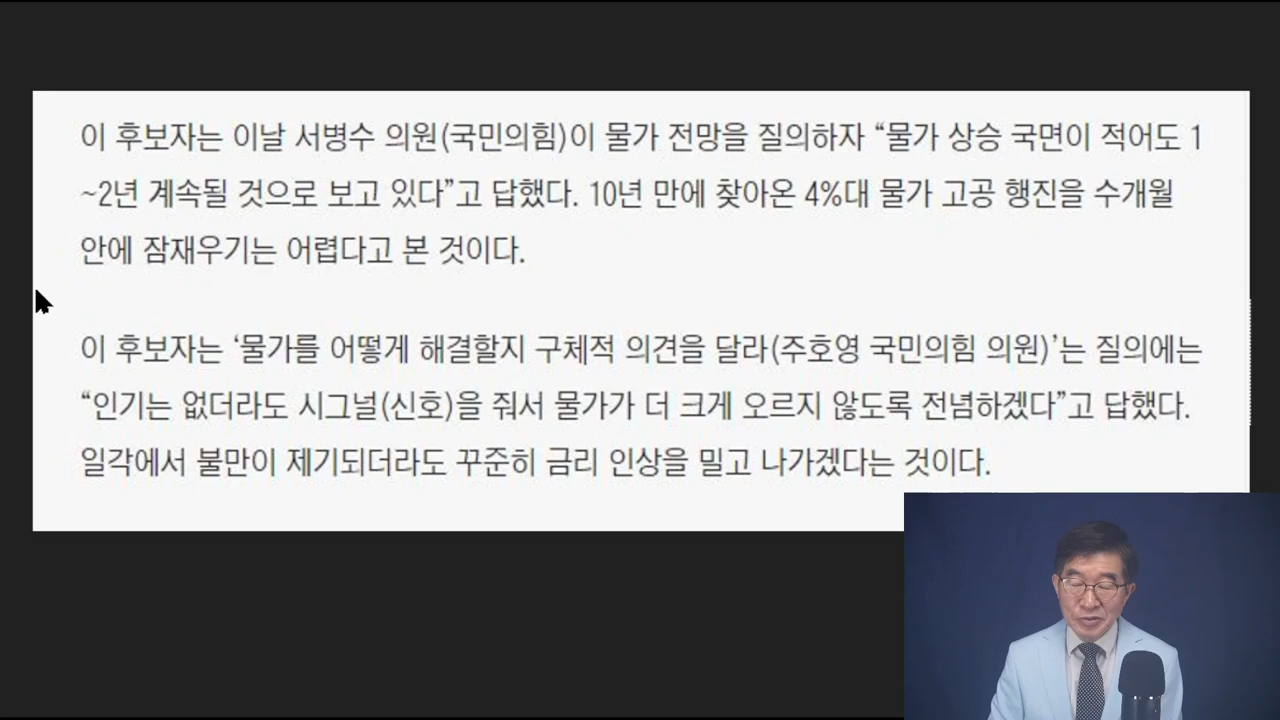 이 후보자는 이날 서병수 의원(국민의힘)이 물가 전망을 질의하자 “물가 상승 국면이 적어도 1
~2년 계속될 것으로 보고 있다”고 답했다. 10년 만에 찾아온 4%대 물가 고공 행진을 수개월
안에 잠재우기는 어렵다고 본 것이다.
이 후보자는 ‘물가를 어떻게 해결할지 구체적 의견을 달라(주호영 국민의힘 의원)’는 질의에는
“인기는 없더라도 시그널(신호)을 줘서 물가가 더 크게 오르지 않도록 전념하겠다”고 답했다.
일각에서 불만이 제기되더라도 꾸준히 금리 인상을 밀고 나가겠다는 것이다.